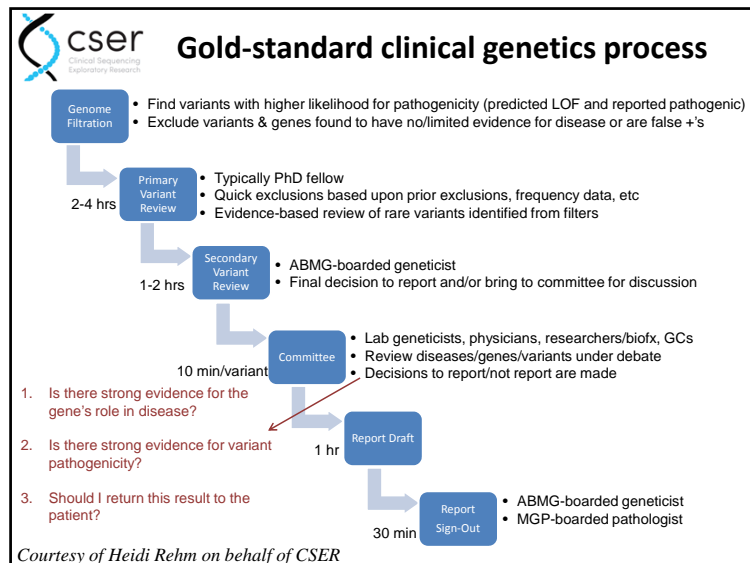 cser
Clinical Sequencing
Exploratory Research
Gold-standard clinical genetics process
Genome
Filtration
• Find variants with higher likelihood for pathogenicity (predicted LOF and reported pathogenic)
• Exclude variants & genes found to have no/limited evidence for disease or are false +'s
2-4 hrs
Primary
Variant
Review
• Typically PhD fellow
• Quick exclusions based upon prior exclusions, frequency data, etc
• Evidence-based review of rare variants identified from filters
1-2 hrs
Secondary
Variant
Review
• ABMG-boarded geneticist
• Final decision to report and/or bring to committee for discussion
10 min/variant
Committee
• Lab geneticists, physicians, researchers/biofx, GCs
• Review diseases/genes/variants under debate
• Decisions to report/not report are made
1. Is there strong evidence for the
gene's role in disease?
2. Is there strong evidence for variant
pathogenicity?
3. Should I return this result to the
patient?
1 hr
Report Draft
30 min
Report
Sign-Out
• ABMG-boarded geneticist
• MGP-boarded pathologist
Courtesy of Heidi Rehm on behalf of CSER